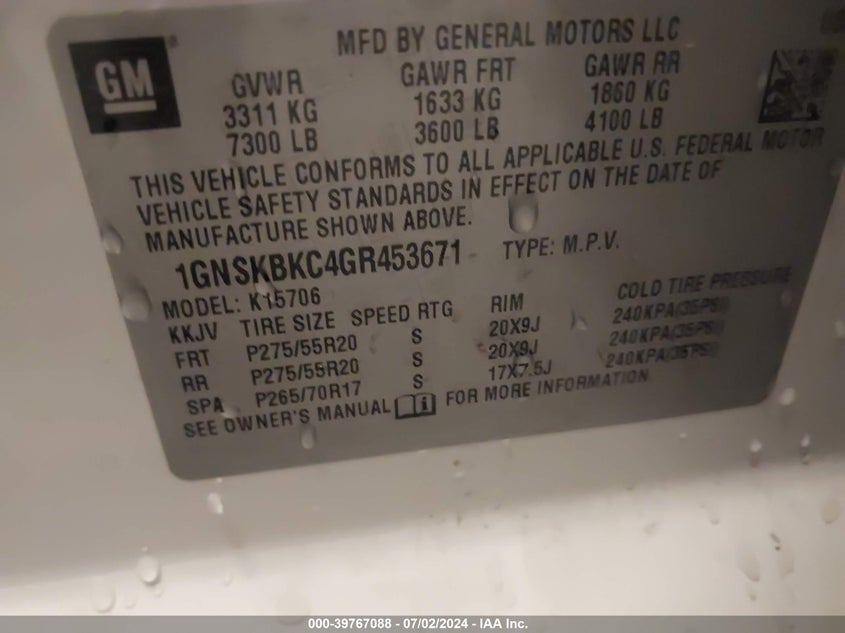 GM
MFD BY GENERAL MOTORS LLC
GVWR GAWR FRT GAWR RR
3311 KG 1633 KG 1860 KG
7300 LB 3600 LB 4100 LB
THIS VEHICLE CONFORMS TO ALL APPLICABLE U.S. FEDERAL MOTOR
VEHICLE SAFETY STANDARDS IN EFFECT ON THE DATE OF
MANUFACTURE SHOWN ABOVE.
1GNSKBKC4GR453671 TYPE: M.P.V.
MODEL: K15706
KKJV TIRE SIZE SPEED RTG RIM COLD TIRE PRESSURE
FRT P275/55R20 S 20X9J 240KPA(35PSI)
RR P275/55R20 S 20X9J 240KPA(35PSI)
SPA P265/70R17 S 17X7.5J 240KPA(35PSI)
SEE OWNER'S MANUAL FOR MORE INFORMATION.
000-39767088 - 07/02/2024 - IAA Inc.